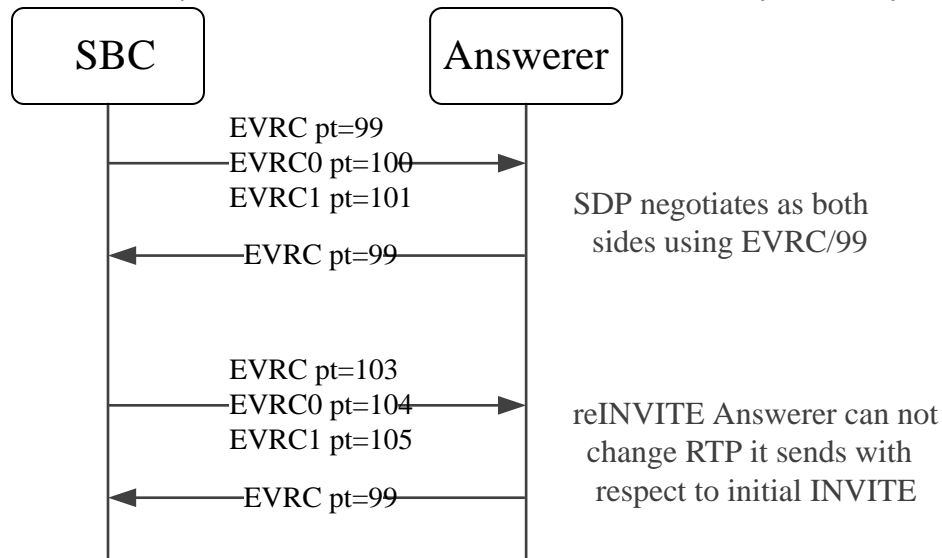 SBC
Answerer
EVRC pt=99
EVRC0 pt=100
EVRC1 pt=101
SDP negotiates as both
sides using EVRC/99
EVRC pt=99
EVRC pt=103
EVRC0 pt=104
EVRC1 pt=105
reINVITE Answerer can not
change RTP it sends with
respect to initial INVITE
EVRC pt=99